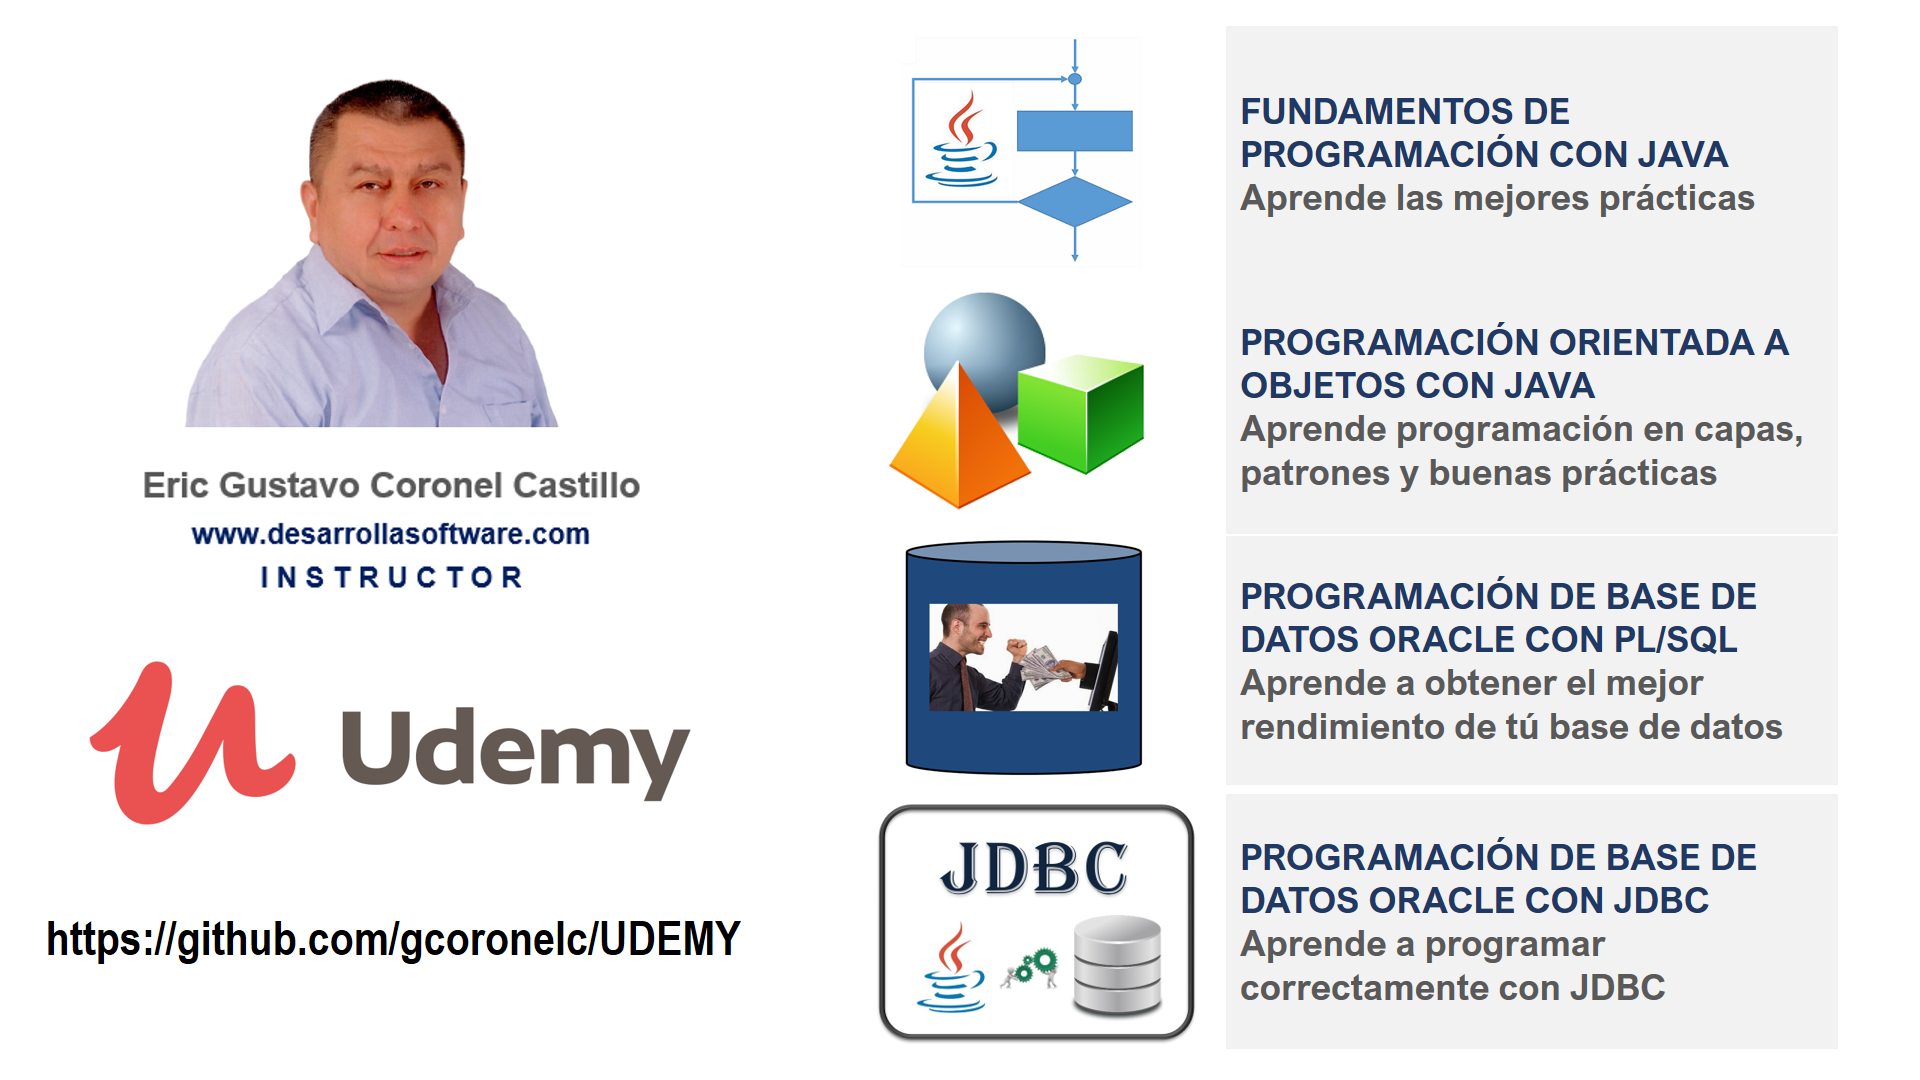 Eric Gustavo Coronel Castillo
www.desarrollasoftware.com
INSTRUCTOR
Udemy
https://github.com/gcoronelc/UDEMY
FUNDAMENTOS DE
PROGRAMACIÓN CON JAVA
Aprende las mejores prácticas
PROGRAMACIÓN ORIENTADA A
OBJETOS CON JAVA
Aprende programación en capas,
patrones y buenas prácticas
PROGRAMACIÓN DE BASE DE
DATOS ORACLE CON PL/SQL
Aprende a obtener el mejor
rendimiento de tú base de datos
JDBC
PROGRAMACIÓN DE BASE DE
DATOS ORACLE CON JDBC
Aprende a programar
correctamente con JDBC